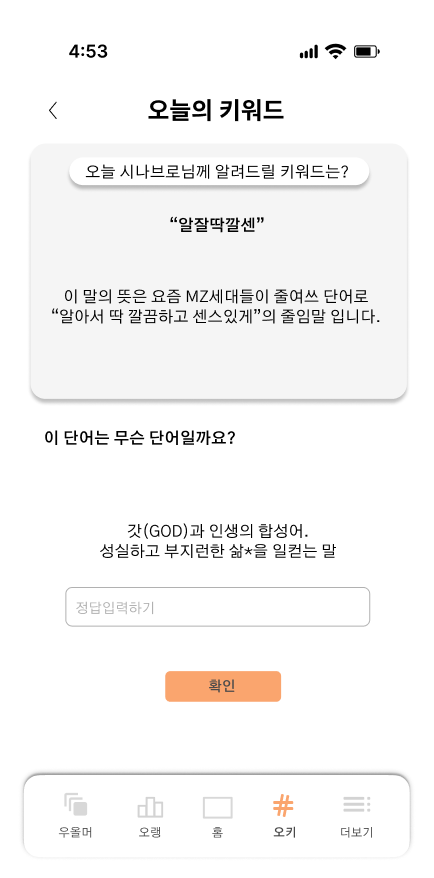 4:53
오늘의 키워드
오늘 시나브로님께 알려드릴 키워드는?
“알잘딱깔센”
이 말의 뜻은 요즘 MZ세대들이 줄여쓰 단어로
“알아서 딱 깔끔하고 센스있게”의 줄임말 입니다.
이 단어는 무슨 단어일까요?
갓(GOD)과 인생의 합성어.
성실하고 부지런한 삶*을 일컫는 말
정답입력하기
확인
우올머 오랭 홈 오키 더보기